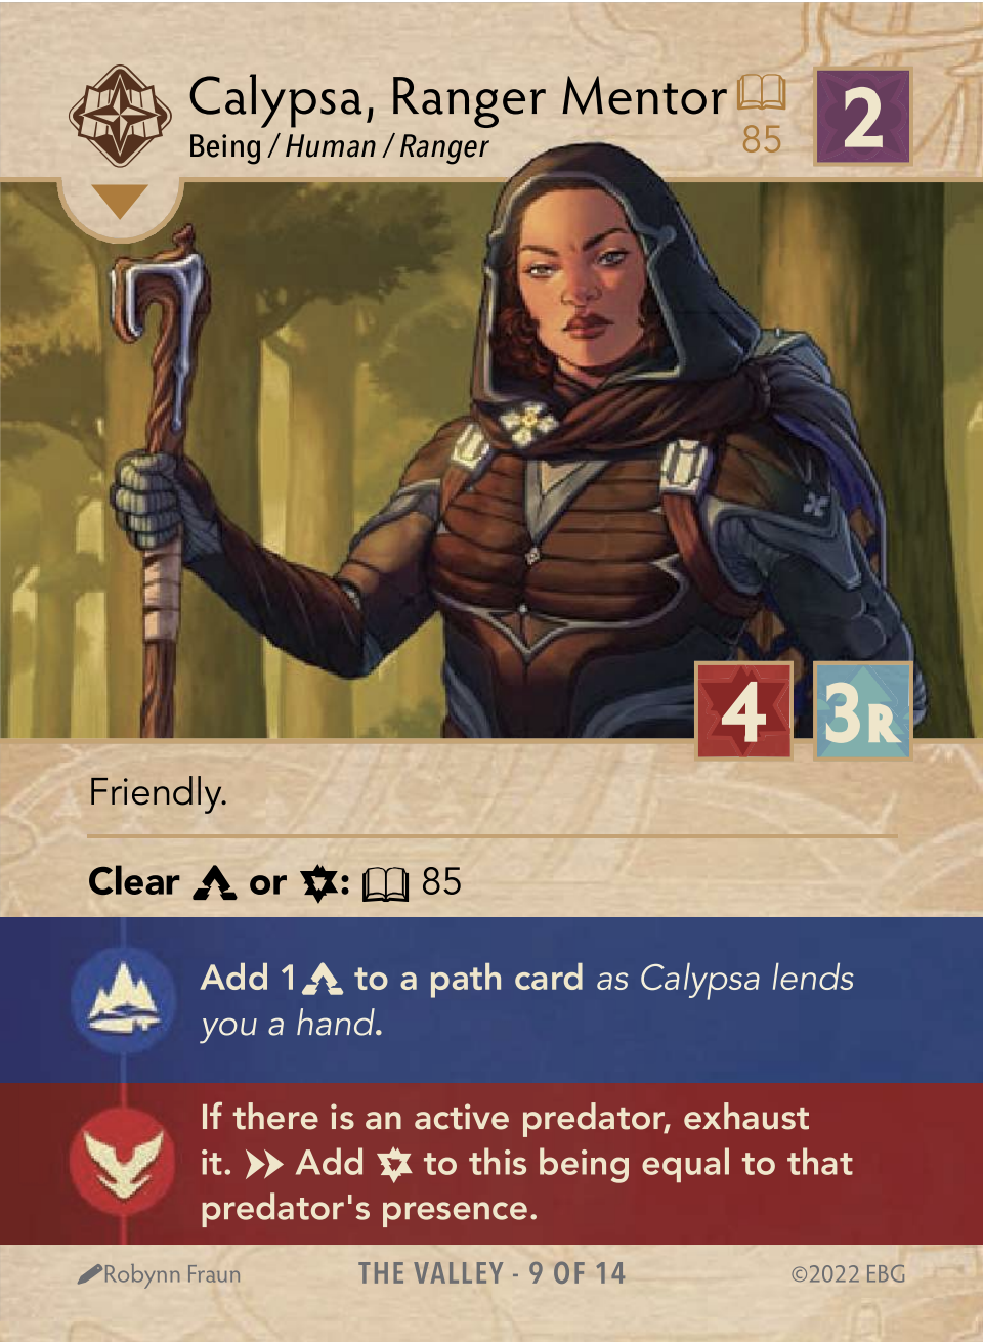 Calypsa, Ranger Mentor
Being / Human / Ranger
85
2
4
3R
Friendly.
Clear or : 85
Add 1 to a path card as Calypsa lends
you a hand.
If there is an active predator, exhaust
it. Add to this being equal to that
predator's presence.
Robynn Fraun
THE VALLEY - 9 OF 14
©2022 EBG